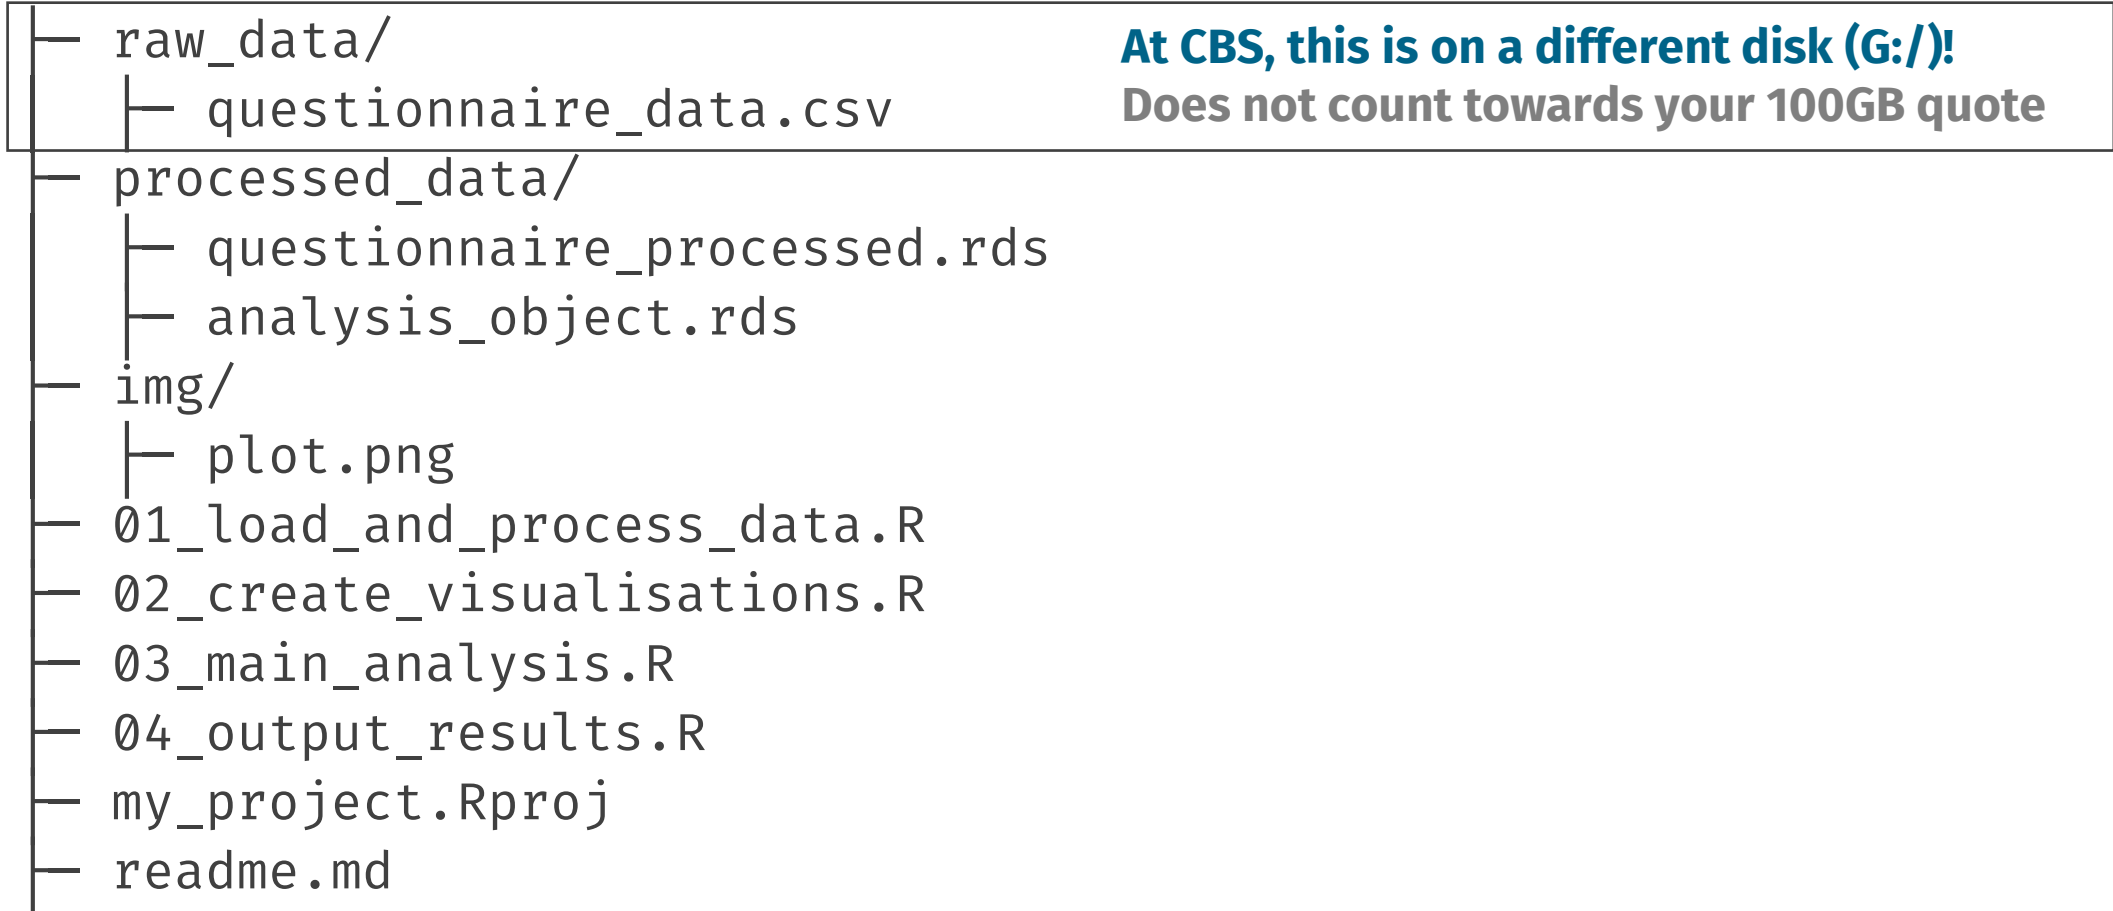 raw_data/
At CBS, this is on a different disk (G:/)!
questionnaire_data.csv
Does not count towards your 100GB quote
processed_data/
questionnaire_processed.rds
analysis_object.rds
img/
plot.png
01_load_and_process_data.R
02_create_visualisations.R
03_main_analysis.R
04_output_results.R
my_project.Rproj
readme.md